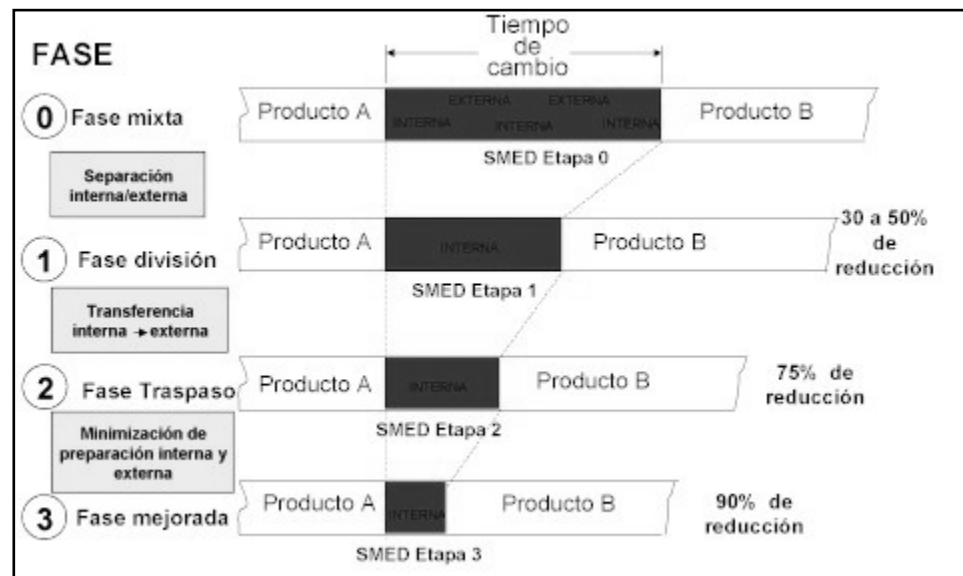 Tiempo
de
cambio
FASE
0 Fase mixta
Producto A
EXTERNA EXTERNA
INTERNA INTERNA INTERNA
Producto B
SMED Etapa 0
Separación
interna/externa
1 Fase división
Producto A
INTERNA
Producto B
30 a 50%
de
reducción
SMED Etapa 1
Transferencia
interna → externa
2 Fase Traspaso
Producto A
INTERNA
Producto B
75% de
reducción
SMED Etapa 2
Minimización de
preparación interna y
externa
3 Fase mejorada
Producto A
INTERNA
Producto B
90% de
reducción
SMED Etapa 3